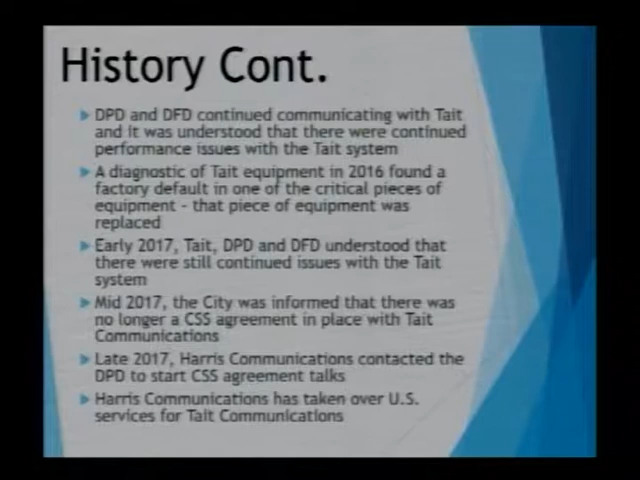 History Cont.
DPD and DFD continued communicating with Tait
and it was understood that there were continued
performance issues with the Tait system
A diagnostic of Tait equipment in 2016 found a
factory default in one of the critical pieces of
equipment - that piece of equipment was
replaced
Early 2017, Tait, DPD and DFD understood that
there were still continued issues with the Tait
system
Mid 2017, the City was informed that there was
no longer a CSS agreement in place with Tait
Communications
Late 2017, Harris Communications contacted the
DPD to start CSS agreement talks
Harris Communications has taken over U.S.
services for Tait Communications